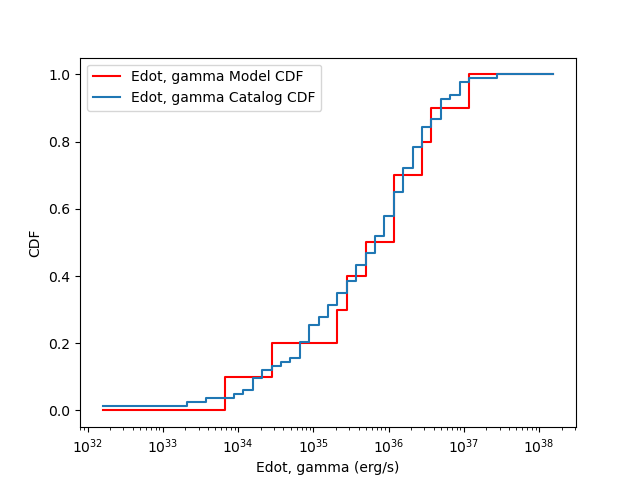 Edot, gamma Model CDF
Edot, gamma Catalog CDF
1.0
0.8
0.6
0.4
0.2
0.0
CDF
10^32 10^33 10^34 10^35 10^36 10^37 10^38
Edot, gamma (erg/s)